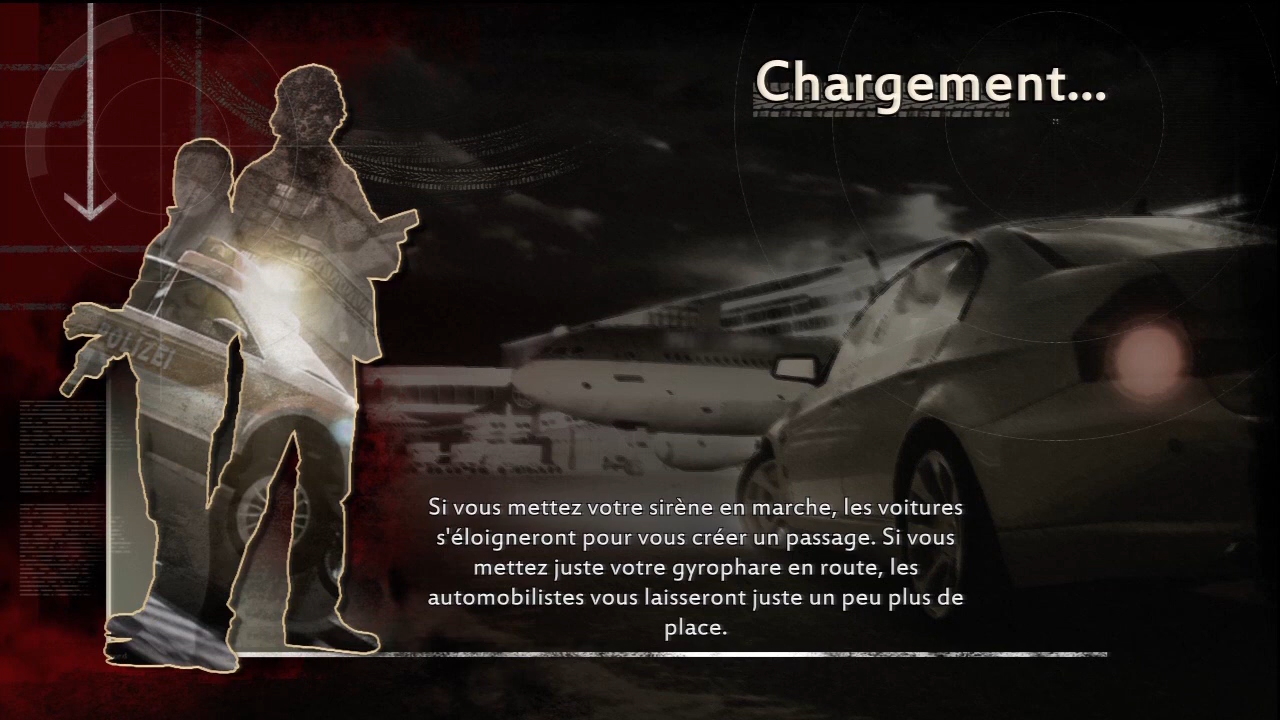 Chargement...
POLIZEI
Si vous mettez votre sirène en marche, les voitures
s'éloigneront pour vous créer un passage. Si vous
mettez juste votre gyrophare en route, les
automobilistes vous laisseront juste un peu plus de
place.